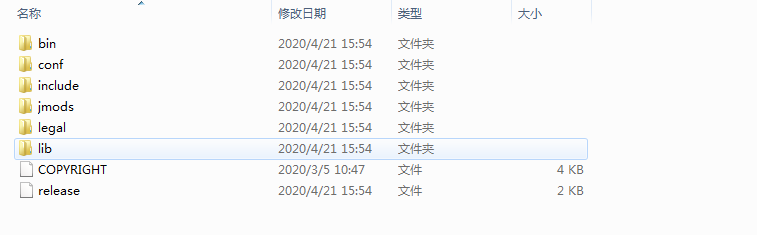 名称 修改日期 类型 大小
bin 2020/4/21 15:54 文件夹
conf 2020/4/21 15:54 文件夹
include 2020/4/21 15:54 文件夹
jmods 2020/4/21 15:54 文件夹
legal 2020/4/21 15:54 文件夹
lib 2020/4/21 15:54 文件夹
COPYRIGHT 2020/3/5 10:47 文件 4 KB
release 2020/4/21 15:54 文件 2 KB